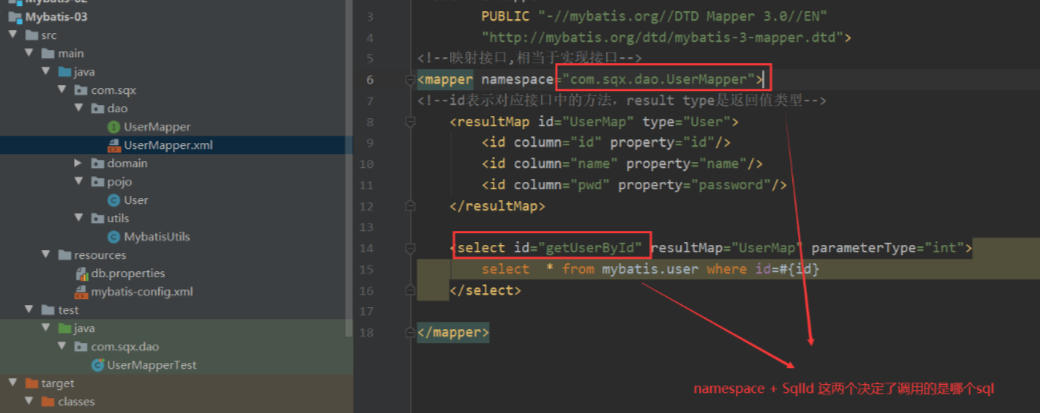 Mybatis-03
src
main
java
com.sqx
dao
UserMapper
UserMapper.xml
domain
pojo
User
utils
MybatisUtils
resources
db.properties
mybatis-config.xml
test
java
com.sqx.dao
UserMapperTest
target
classes
3 PUBLIC "-//mybatis.org//DTD Mapper 3.0//EN"
4 "http://mybatis.org/dtd/mybatis-3-mapper.dtd">
5 <!--映射接口,相当于实现接口-->
6 <mapper namespace="com.sqx.dao.UserMapper">
7 <!--id表示对应接口中的方法，result type是返回值类型-->
8 <resultMap id="UserMap" type="User">
9 <id column="id" property="id"/>
10 <id column="name" property="name"/>
11 <id column="pwd" property="password"/>
12 </resultMap>
13
14 <select id="getUserById" resultMap="UserMap" parameterType="int">
15 select * from mybatis.user where id=#{id}
16 </select>
17
18 </mapper>
namespace + SqlId 这两个决定了调用的是哪个sql